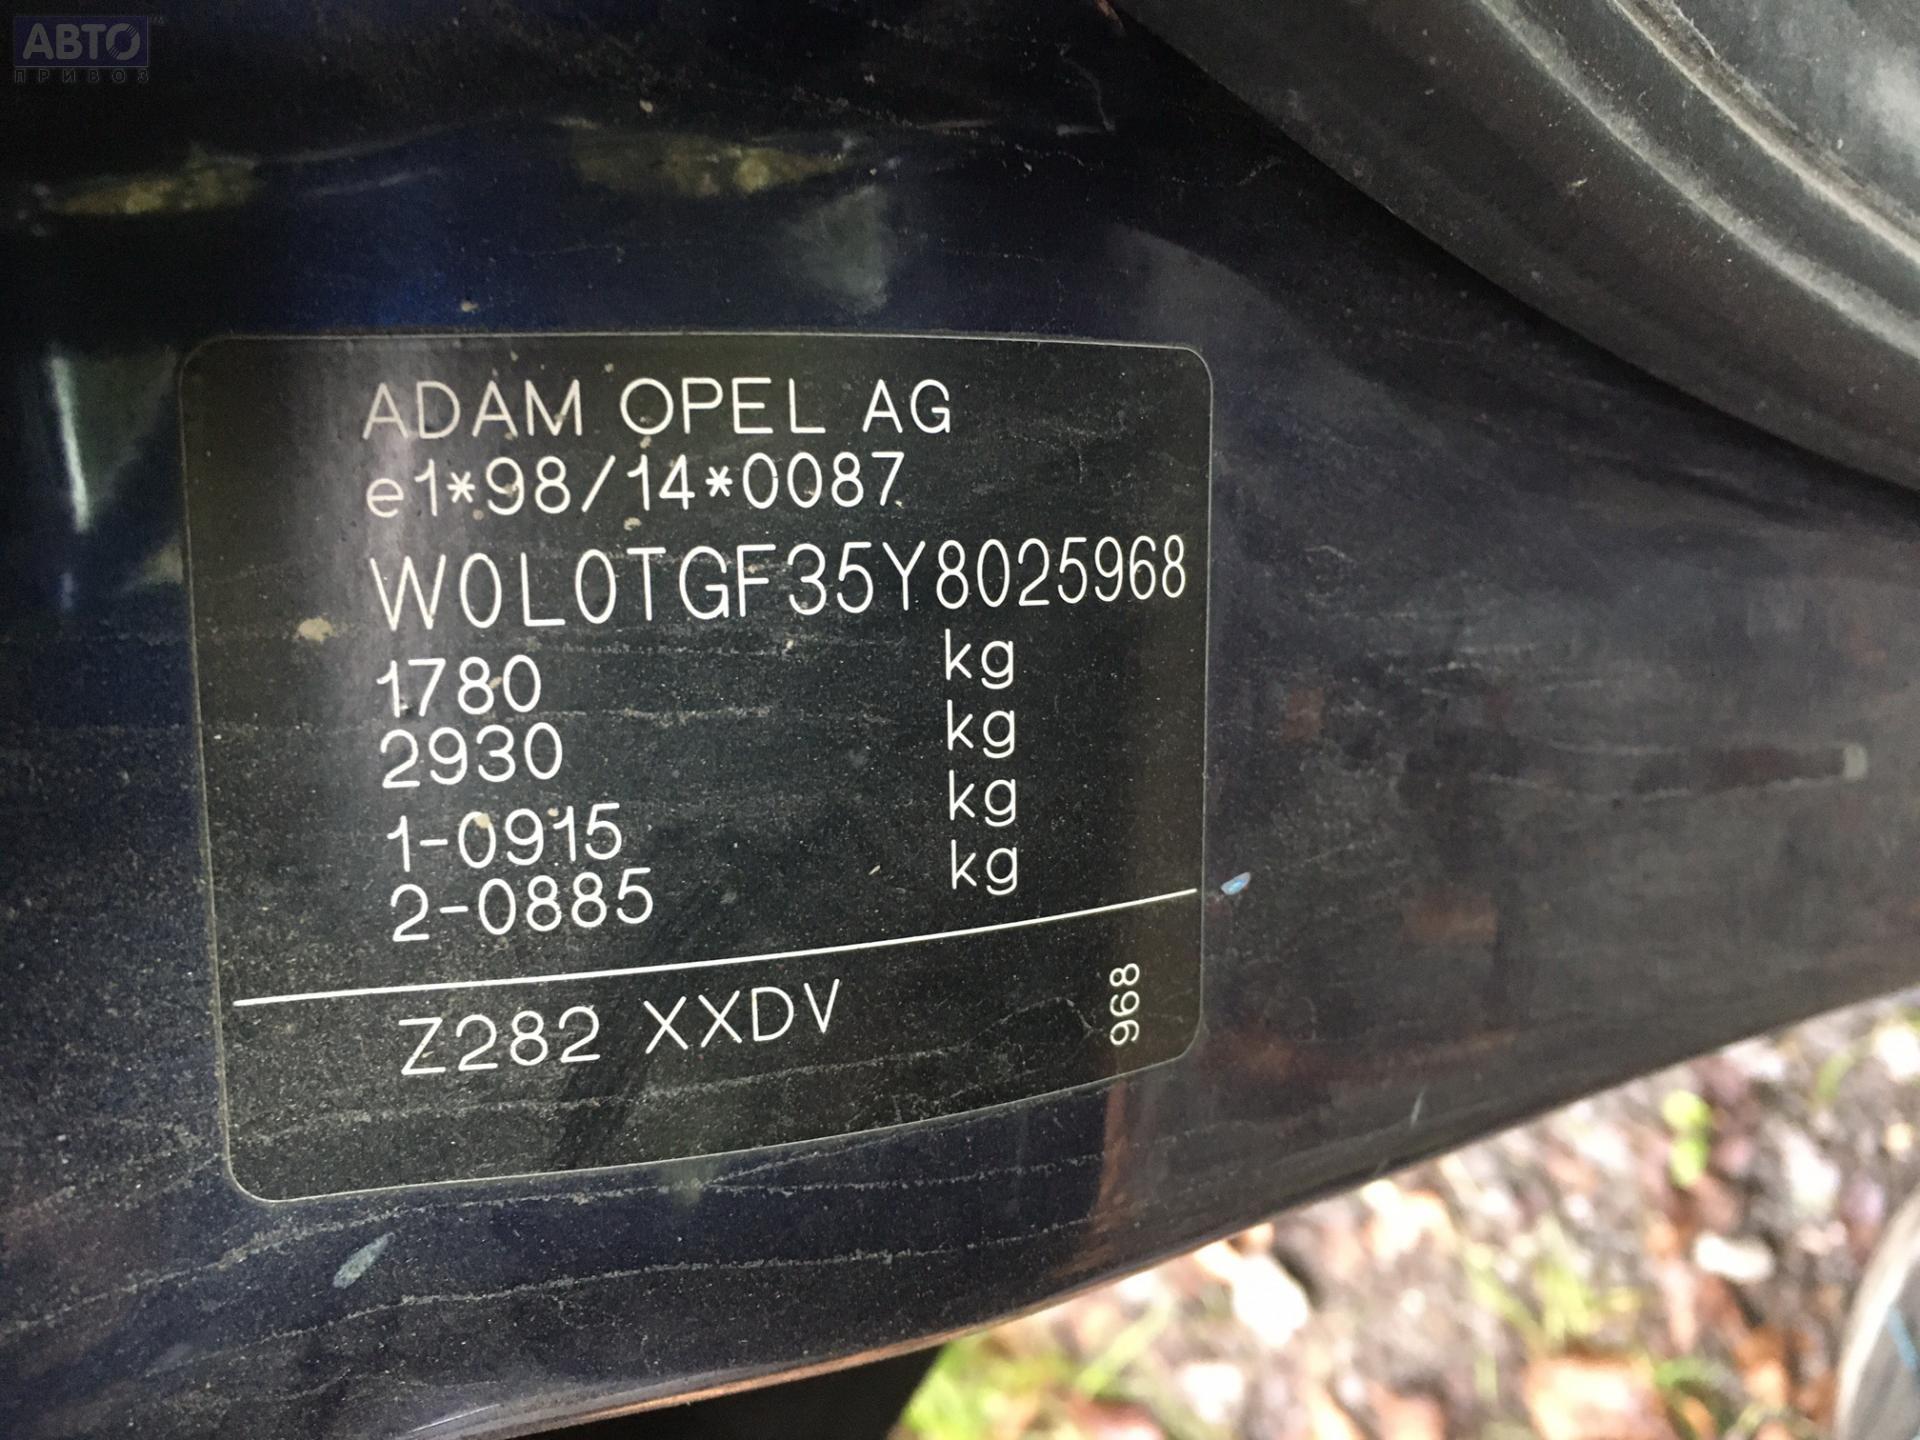 АВТО
ПРИВОЗ
ADAM OPEL AG
e1*98/14*0087
W0L0TGF35Y8025968
1780 kg
2930 kg
1-0915 kg
2-0885 kg
Z282 XXDV 968